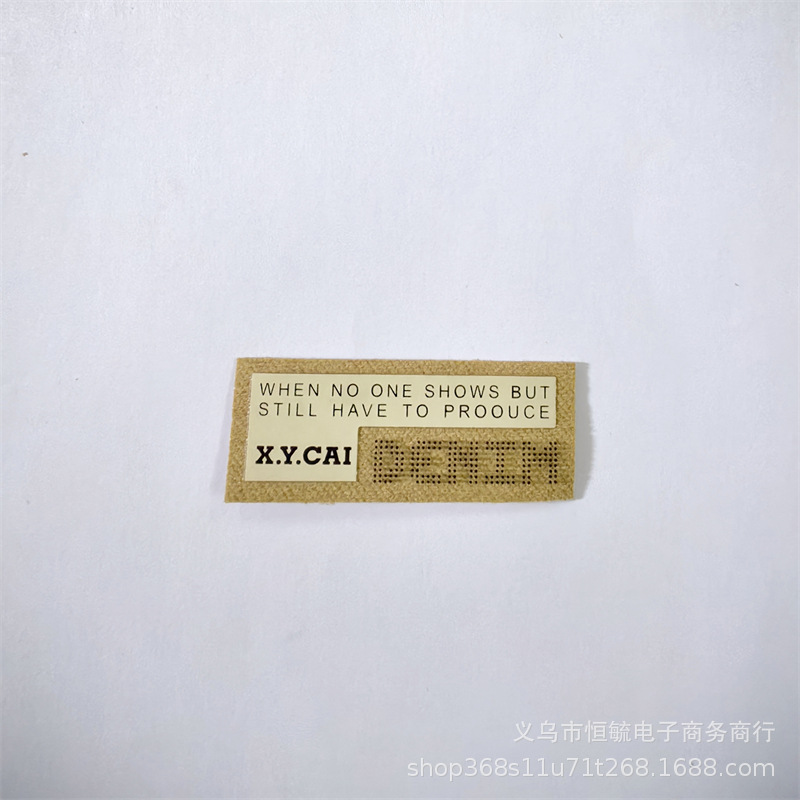 WHEN NO ONE SHOWS BUT
STILL HAVE TO PROOUCE
X.Y.CAI DENIM
义乌市恒毓电子商务商行
shop368s11u71t268.1688.com